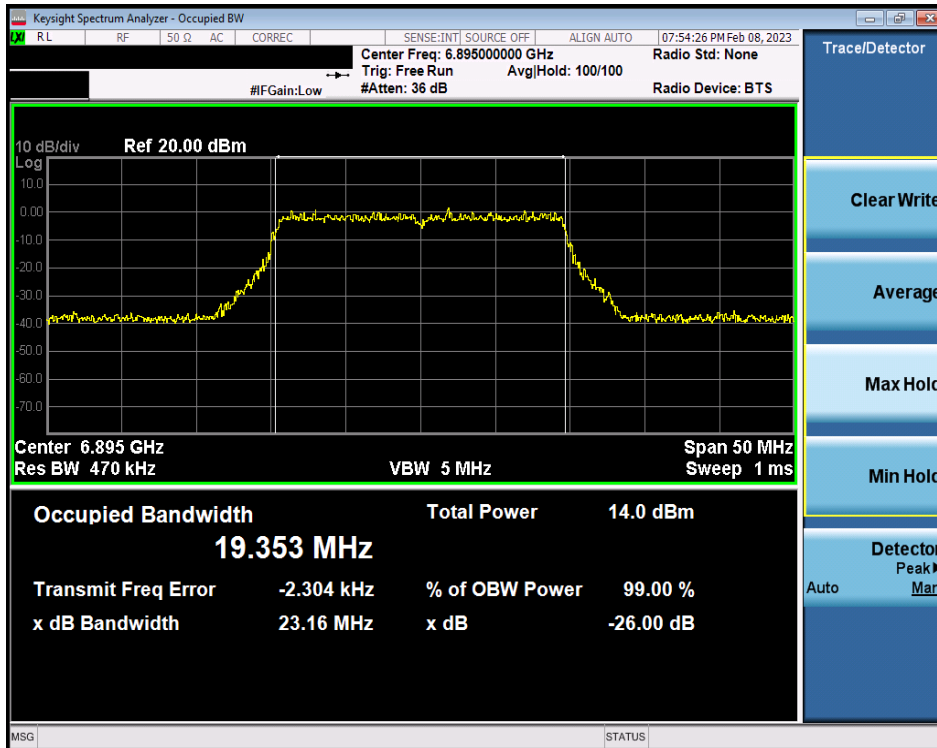 Keysight Spectrum Analyzer - Occupied BW
LXI RL RF 50 Ω AC CORREC SENSE:INT SOURCE OFF ALIGN AUTO 07:54:26 PM Feb 08, 2023
Center Freq: 6.895000000 GHz Radio Std: None
Trig: Free Run Avg|Hold: 100/100
#IFGain:Low #Atten: 36 dB Radio Device: BTS
Trace/Detector
10 dB/div Ref 20.00 dBm
Log
10.0
0.00
-10.0
-20.0
-30.0
-40.0
-50.0
-60.0
-70.0
Center 6.895 GHz Span 50 MHz
Res BW 470 kHz VBW 5 MHz Sweep 1 ms
Occupied Bandwidth Total Power 14.0 dBm
19.353 MHz
Transmit Freq Error -2.304 kHz % of OBW Power 99.00 %
x dB Bandwidth 23.16 MHz x dB -26.00 dB
Clear Write
Average
Max Hold
Min Hold
Detector
Peak
Auto Man
MSG STATUS